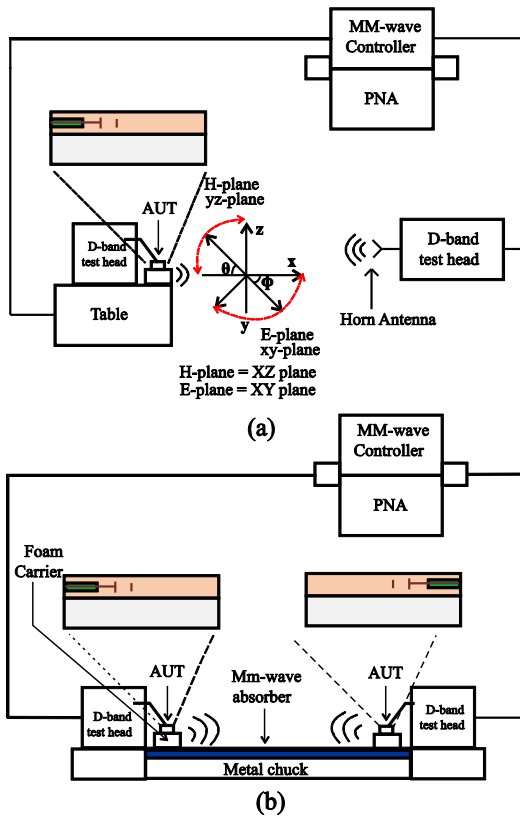 MM-wave
Controller
PNA
H-plane
yz-plane
AUT
D-band
test head
z
θ
x
ϕ
D-band
test head
Table
y
E-plane
xy-plane
Horn Antenna
H-plane = XZ plane
E-plane = XY plane
(a)
MM-wave
Controller
PNA
Foam
Carrier
AUT
Mm-wave
absorber
AUT
D-band
test head
D-band
test head
Metal chuck
(b)